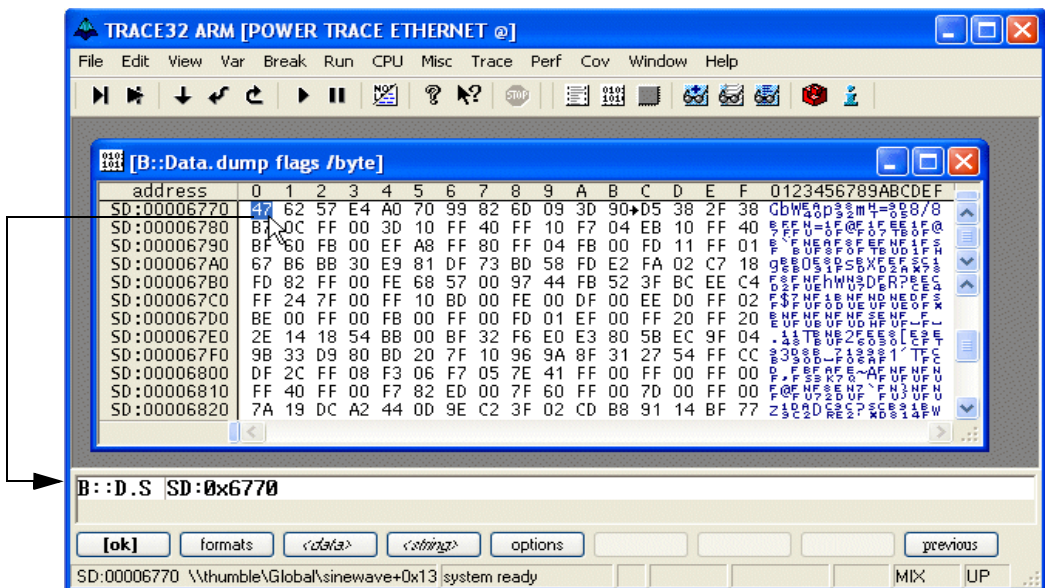 TRACE32 ARM [POWER TRACE ETHERNET @]
File Edit View Var Break Run CPU Misc Trace Perf Cov Window Help
STOP
[B::Data.dump flags /byte]
address 0 1 2 3 4 5 6 7 8 9 A B C D E F 0123456789ABCDEF
SD:00006770 47 62 57 E4 A0 70 99 82 6D 09 3D 90 D5 38 2F 38
SD:00006780 B7 0C FF 00 3D 10 FF 40 FF 10 F7 04 EB 10 FF 40
SD:00006790 BF 60 FB 00 EF A8 FF 80 FF 04 FB 00 FD 11 FF 01
SD:000067A0 67 B6 BB 30 E9 81 DF 73 BD 58 FD E2 FA 02 C7 18
SD:000067B0 FD 82 FF 00 FE 68 57 00 97 44 FB 52 3F BC EE C4
SD:000067C0 FF 24 7F 00 FF 10 BD 00 FE 00 DF 00 EE D0 FF 02
SD:000067D0 BE 00 FF 00 FB 00 FF 00 FD 01 EF 00 FF 20 FF 20
SD:000067E0 2E 14 18 54 BB 00 BF 32 F6 E0 E3 80 5B EC 9F 04
SD:000067F0 9B 33 D9 80 BD 20 7F 10 96 9A 8F 31 27 54 FF CC
SD:00006800 DF 2C FF 08 F3 06 F7 05 7E 41 FF 00 FF 00 FF 00
SD:00006810 FF 40 FF 00 F7 82 ED 00 7F 60 FF 00 7D 00 FF 00
SD:00006820 7A 19 DC A2 44 0D 9E C2 3F 02 CD B8 91 14 BF 77
B::D.S SD:0x6770
[ok] formats <data> <string> options previous
SD:00006770 \\thumble\Global\sinewave+0x13 system ready MIX UP